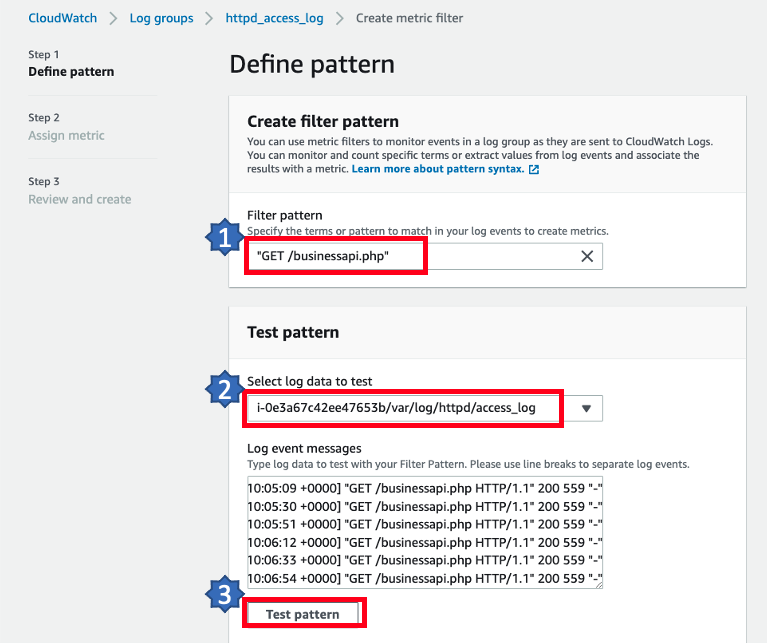 CloudWatch > Log groups > httpd_access_log > Create metric filter
Step 1
Define pattern
Step 2
Assign metric
Step 3
Review and create
Define pattern
Create filter pattern
You can use metric filters to monitor events in a log group as they are sent to CloudWatch Logs.
You can monitor and count specific terms or extract values from log events and associate the
results with a metric. Learn more about pattern syntax.
1
Filter pattern
Specify the terms or pattern to match in your log events to create metrics.
"GET /businessapi.php"
Test pattern
2
Select log data to test
i-0e3a67c42ee47653b/var/log/httpd/access_log
Log event messages
Type log data to test with your Filter Pattern. Please use line breaks to separate log events.
10:05:09 +0000] "GET /businessapi.php HTTP/1.1" 200 559 "-"
10:05:30 +0000] "GET /businessapi.php HTTP/1.1" 200 559 "-"
10:05:51 +0000] "GET /businessapi.php HTTP/1.1" 200 559 "-"
10:06:12 +0000] "GET /businessapi.php HTTP/1.1" 200 559 "-"
10:06:33 +0000] "GET /businessapi.php HTTP/1.1" 200 559 "-"
10:06:54 +0000] "GET /businessapi.php HTTP/1.1" 200 559 "-"
3
Test pattern